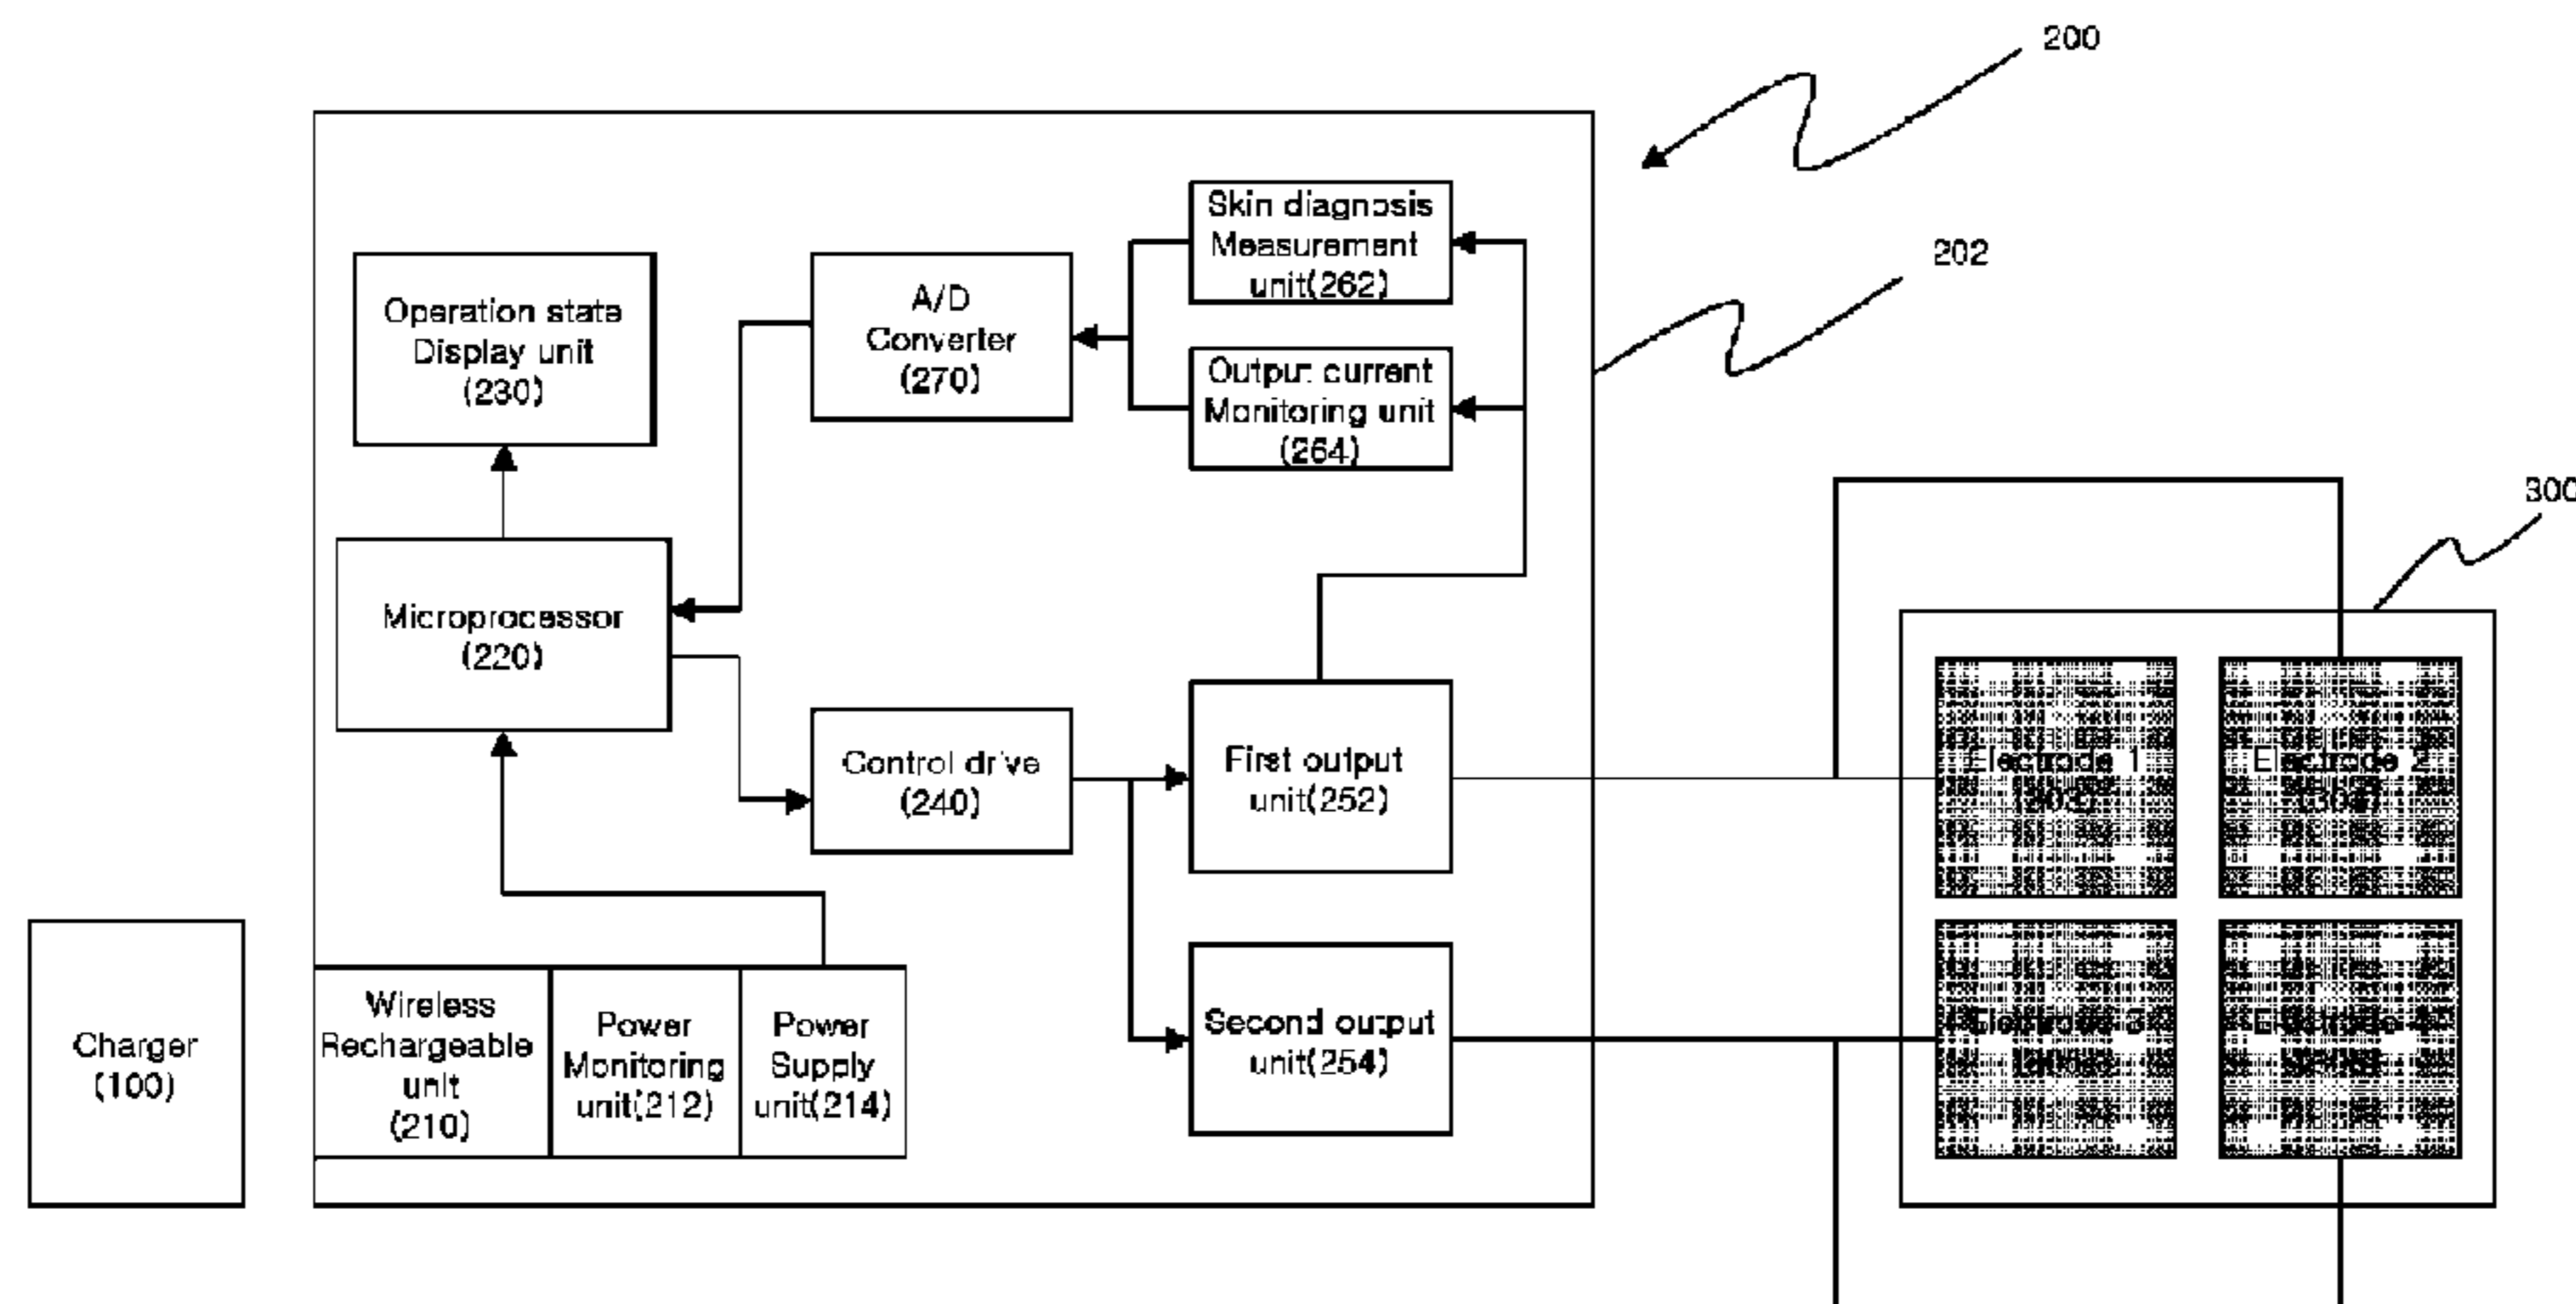 200
202
300
Skin diagnosis
Measurement
unit(262)
Operation state
Display unit
(230)
A/D
Converter
(270)
Output current
Monitoring unit
(264)
Microprocessor
(220)
Control drive
(240)
First output
unit(252)
Electrode 1
Electrode 2
Charger
(100)
Wireless
Rechargeable
unit
(210)
Power
Monitoring
unit(212)
Power
Supply
unit(214)
Second output
unit(254)
Electrode
Electrode